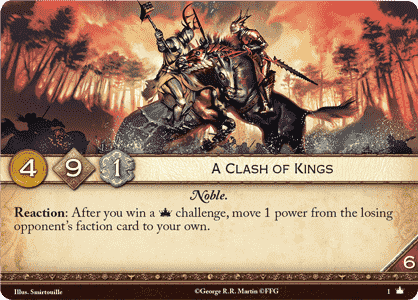 4 9 1 A Clash of Kings
Noble.
Reaction: After you win a challenge, move 1 power from the losing
opponent's faction card to your own.
6
Illus. Smirtouille ©George R.R. Martin ©FFG 1